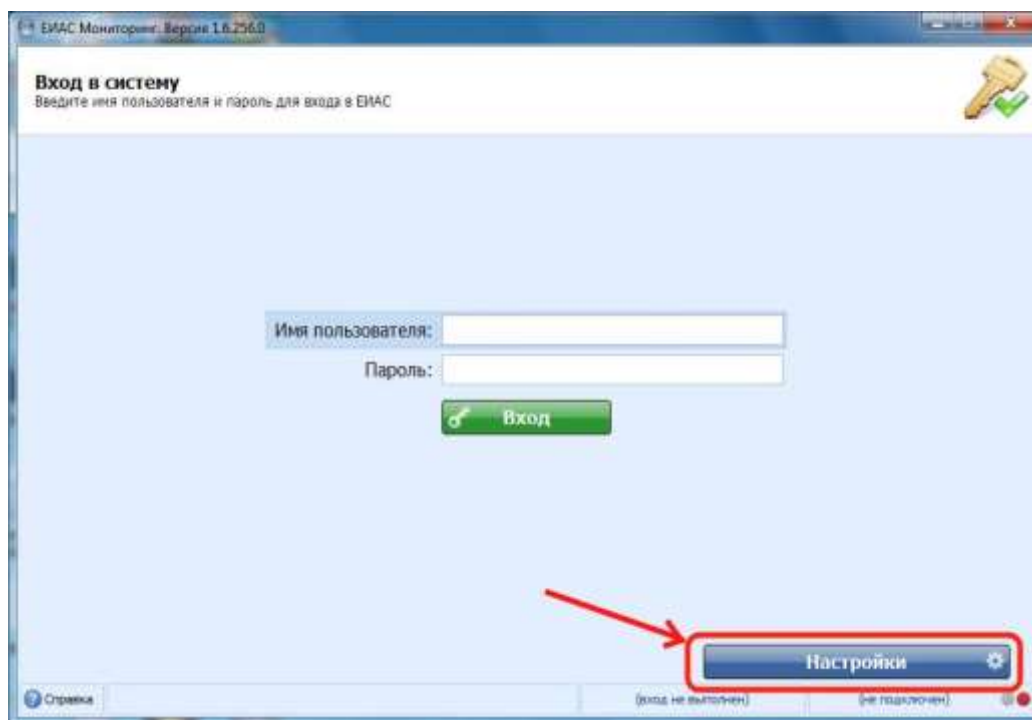 ЕИАС Мониторинг. Версия 1.6.256.0
Вход в систему
Введите имя пользователя и пароль для входа в ЕИАС
Имя пользователя:
Пароль:
Вход
Настройки
Справка
(вход не выполнен)
(не подключен)